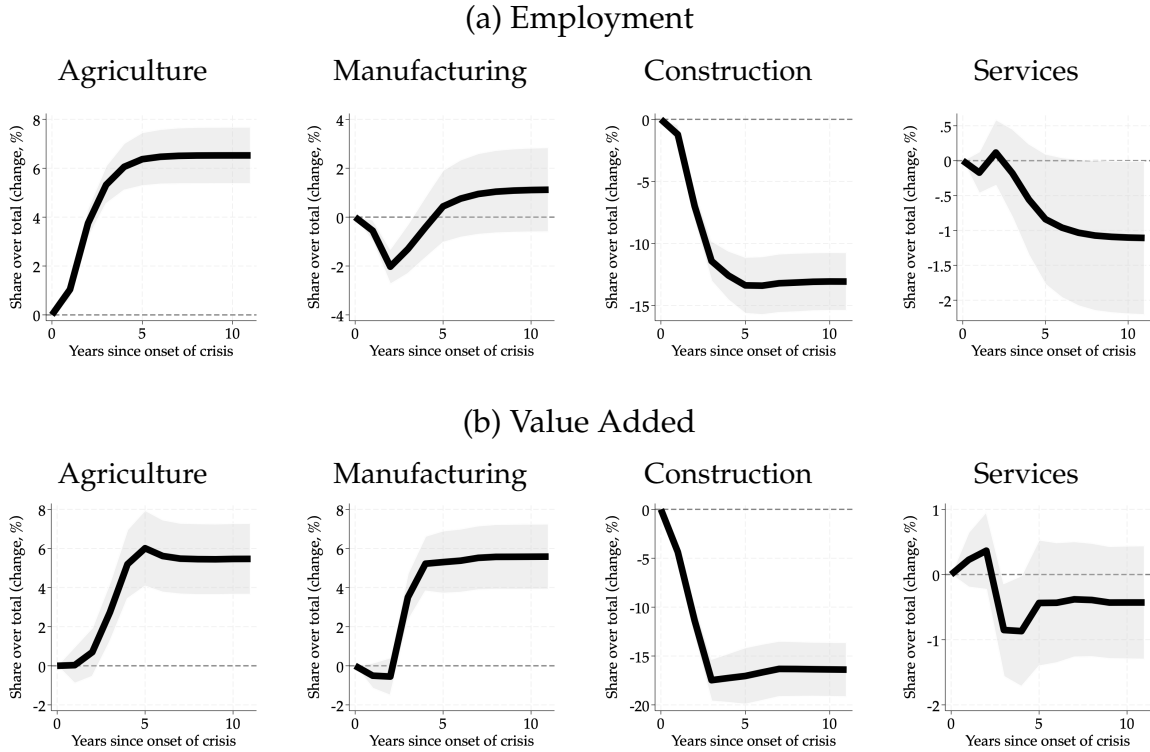 (a) Employment
Agriculture
Share over total (change, %)
8
6
4
2
0
0 5 10
Years since onset of crisis
Manufacturing
Share over total (change, %)
4
2
0
-2
-4
0 5 10
Years since onset of crisis
Construction
Share over total (change, %)
0
-5
-10
-15
0 5 10
Years since onset of crisis
Services
Share over total (change, %)
.5
0
-.5
-1
-1.5
-2
0 5 10
Years since onset of crisis
(b) Value Added
Agriculture
Share over total (change, %)
8
6
4
2
0
-2
0 5 10
Years since onset of crisis
Manufacturing
Share over total (change, %)
8
6
4
2
0
-2
0 5 10
Years since onset of crisis
Construction
Share over total (change, %)
0
-5
-10
-15
-20
0 5 10
Years since onset of crisis
Services
Share over total (change, %)
1
0
-1
-2
0 5 10
Years since onset of crisis